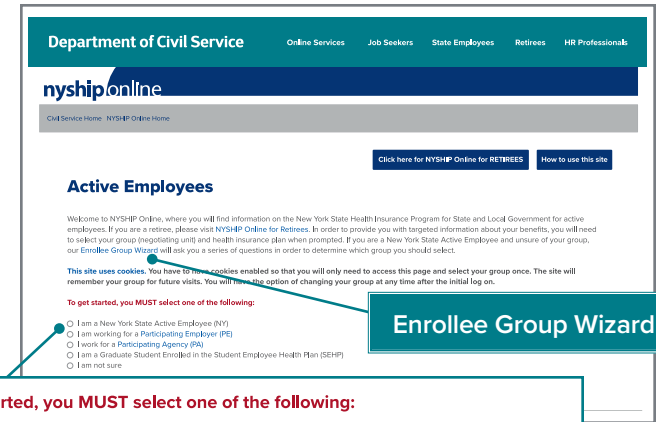 Department of Civil Service
Online Services Job Seekers State Employees Retirees HR Professionals
nyship online
Civil Service Home NYSHIP Online Home
Click here for NYSHIP Online for RETIREES How to use this site
Active Employees
Welcome to NYSHIP Online, where you will find information on the New York State Health Insurance Program for State and Local Government for active
employees. If you are a retiree, please visit NYSHIP Online for Retirees. In order to provide you with targeted information about your benefits, you will need
to select your group (negotiating unit) and health insurance plan when prompted. If you are a New York State Active Employee and unsure of your group,
our Enrollee Group Wizard will ask you a series of questions in order to determine which group you should select.
This site uses cookies. You have to have cookies enabled so that you will only need to access this page and select your group once. The site will
remember your group for future visits. You will have the option of changing your group at any time after the initial log on.
To get started, you MUST select one of the following:
I am a New York State Active Employee (NY)
I am working for a Participating Employer (PE)
I work for a Participating Agency (PA)
I am a Graduate Student Enrolled in the Student Employee Health Plan (SEHP)
I am not sure
Enrollee Group Wizard
rted, you MUST select one of the following: